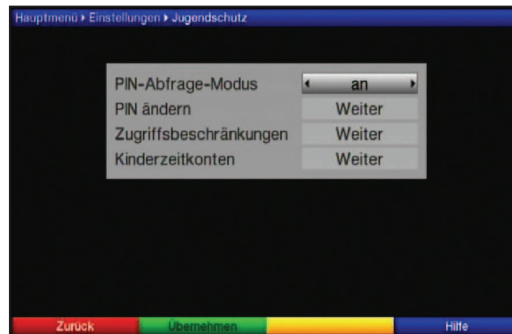 Hauptmenü ▸ Einstellungen ▸ Jugendschutz
PIN-Abfrage-Modus ◂ an ▸
PIN ändern Weiter
Zugriffsbeschränkungen Weiter
Kinderzeitkonten Weiter
Zurück Übernehmen Hilfe